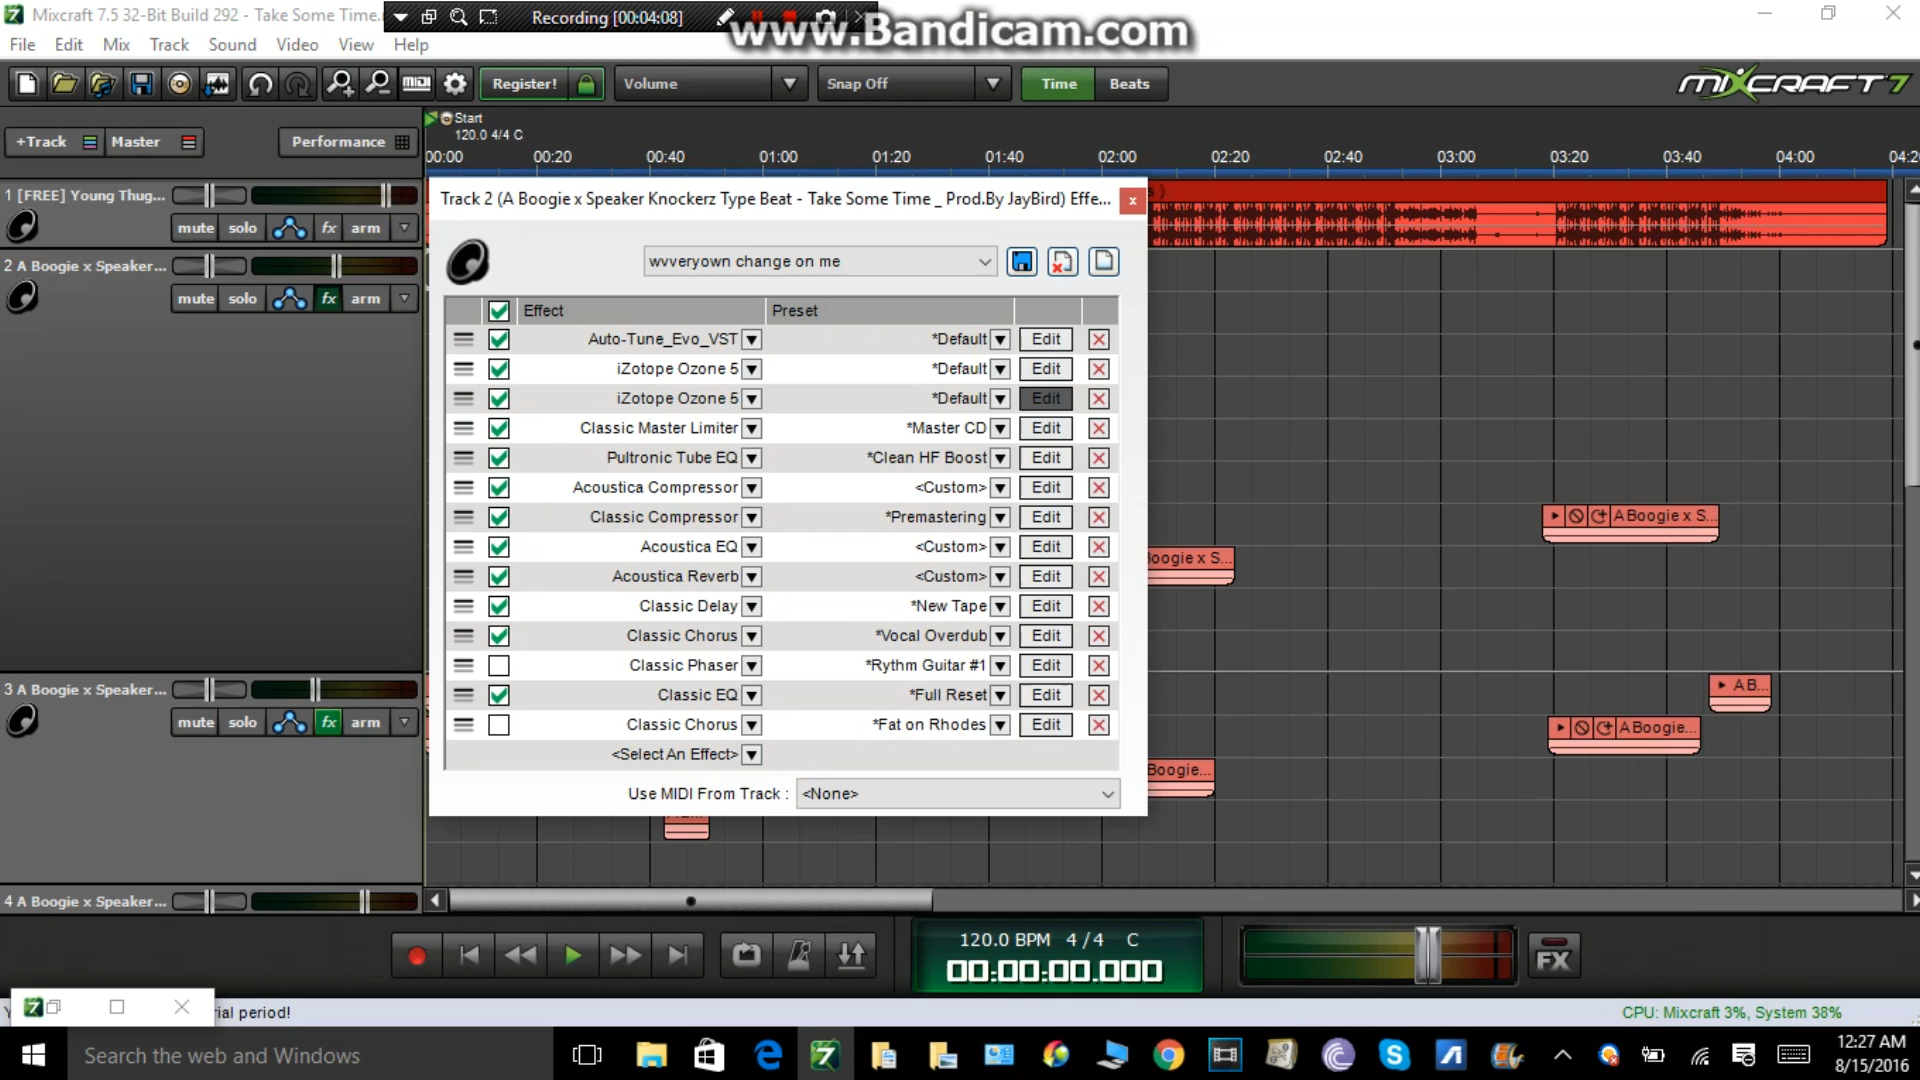 Mixcraft 7.5 32-Bit Build 292 - Take Some Time.
Recording [00:04:08]
www.Bandicam.com
File Edit Mix Track Sound Video View Help
Register!
Volume
Snap Off
Time
Beats
MIXCRAFT 7
+Track
Master
Performance
Start
120.0 4/4 C
00:00 00:20 00:40 01:00 01:20 01:40 02:00 02:20 02:40 03:00 03:20 03:40 04:00 04:20
1 [FREE] Young Thug...
mute solo fx arm
2 A Boogie x Speaker...
mute solo fx arm
Track 2 (A Boogie x Speaker Knockerz Type Beat - Take Some Time _ Prod.By JayBird) Effe...
wvveryown change on me
Effect Preset
Auto-Tune_Evo_VST *Default Edit
iZotope Ozone 5 *Default Edit
iZotope Ozone 5 *Default Edit
Classic Master Limiter *Master CD Edit
Pultronic Tube EQ *Clean HF Boost Edit
Acoustica Compressor <Custom> Edit
Classic Compressor *Premastering Edit
Acoustica EQ <Custom> Edit
Acoustica Reverb <Custom> Edit
Classic Delay *New Tape Edit
Classic Chorus *Vocal Overdub Edit
Classic Phaser *Rythm Guitar #1 Edit
Classic EQ *Full Reset Edit
Classic Chorus *Fat on Rhodes Edit
<Select An Effect>
Use MIDI From Track : <None>
A Boogie x S...
Boogie x S...
A B...
A Boogie...
Boogie...
3 A Boogie x Speaker...
mute solo fx arm
4 A Boogie x Speaker...
120.0 BPM 4/4 C
00:00:00.000
FX
rial period!
CPU: Mixcraft 3%, System 38%
Search the web and Windows
12:27 AM
8/15/2016